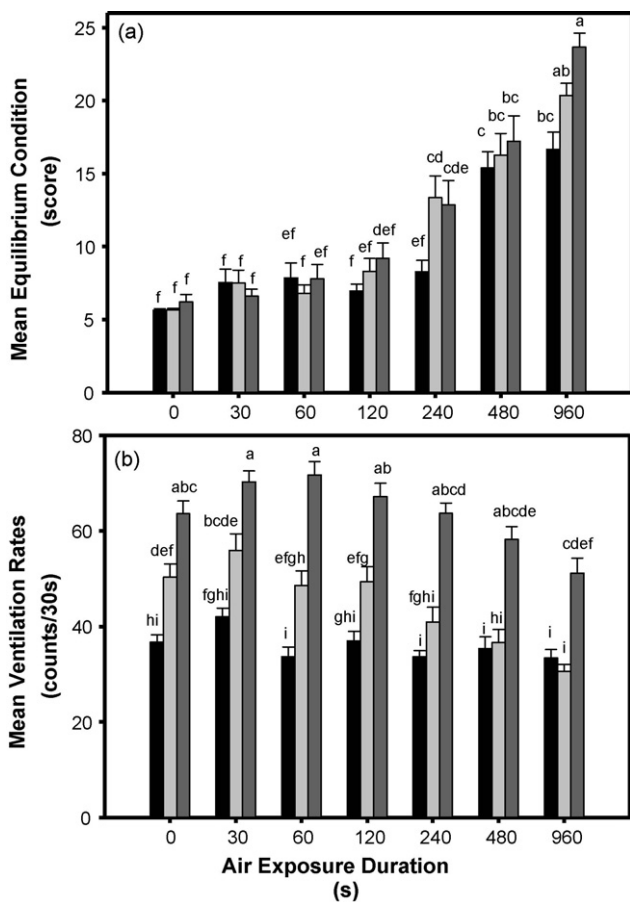 (a)
Mean Equilibrium Condition
(score)
25
20
15
10
5
0
f f f
f f f
ef f ef
f ef def
ef cd cde
c bc bc
bc ab a
0 30 60 120 240 480 960
(b)
Mean Ventilation Rates
(counts/30s)
80
60
40
20
0
hi def abc
fghi bcde a
i efgh a
ghi efg ab
i fghi abcd
i hi abcde
i i cdef
0 30 60 120 240 480 960
Air Exposure Duration
(s)